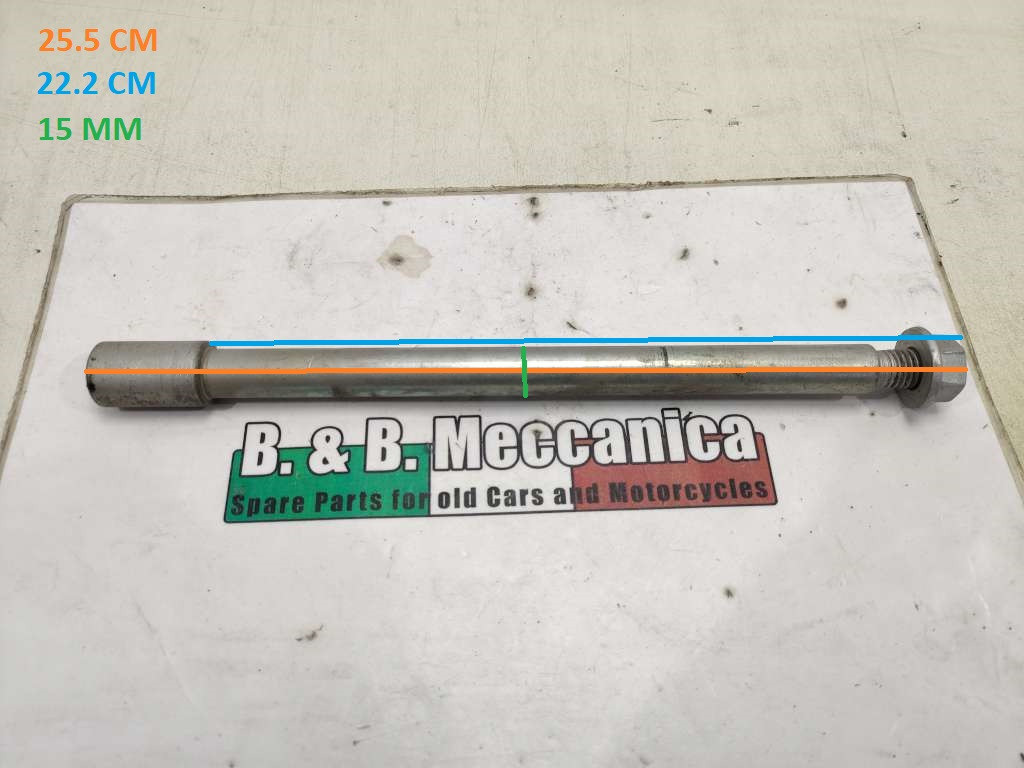 25.5 CM
22.2 CM
15 MM
B. & B. Meccanica
Spare Parts for old Cars and Motorcycles